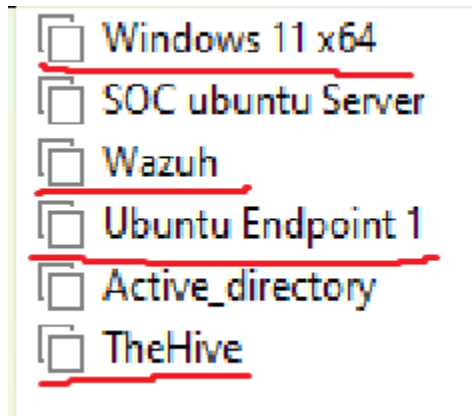 Windows 11 x64
SOC ubuntu Server
Wazuh
Ubuntu Endpoint 1
Active_directory
TheHive